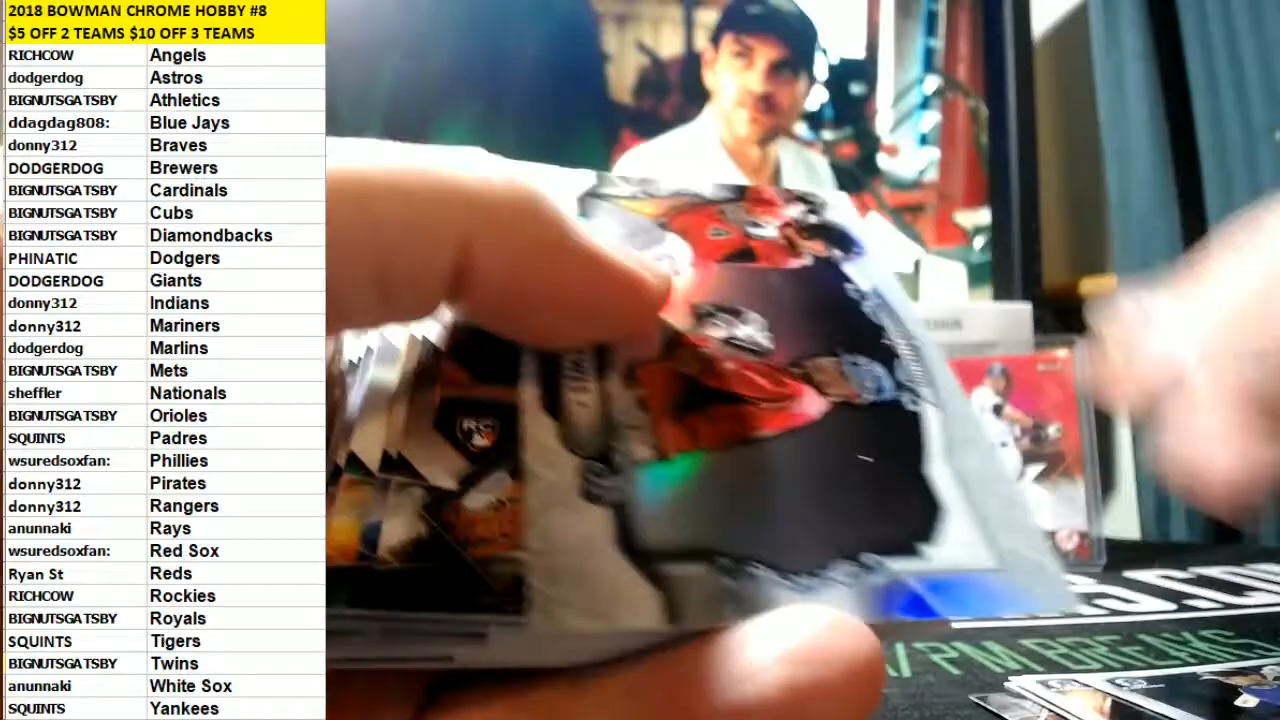 2018 BOWMAN CHROME HOBBY #8
$5 OFF 2 TEAMS $10 OFF 3 TEAMS
RICHCOW Angels
dodgerdog Astros
BIGNUTSGATSBY Athletics
ddagdag808: Blue Jays
donny312 Braves
DODGERDOG Brewers
BIGNUTSGATSBY Cardinals
BIGNUTSGATSBY Cubs
BIGNUTSGATSBY Diamondbacks
PHINATIC Dodgers
DODGERDOG Giants
donny312 Indians
donny312 Mariners
dodgerdog Marlins
BIGNUTSGATSBY Mets
sheffler Nationals
BIGNUTSGATSBY Orioles
SQUINTS Padres
wsuredsoxfan: Phillies
donny312 Pirates
donny312 Rangers
anunnaki Rays
wsuredsoxfan: Red Sox
Ryan St Reds
RICHCOW Rockies
BIGNUTSGATSBY Royals
SQUINTS Tigers
BIGNUTSGATSBY Twins
anunnaki White Sox
SQUINTS Yankees
RC
S.CO
/PM BREAKS